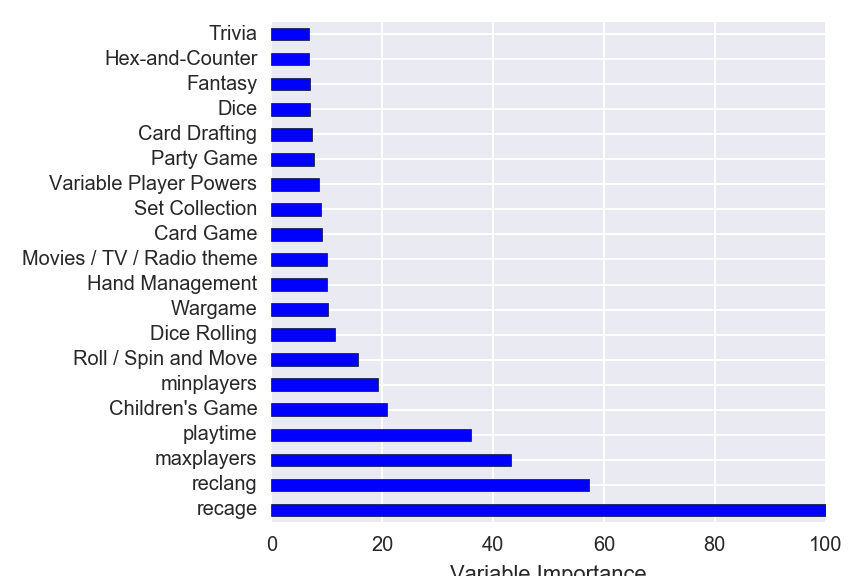 Trivia
Hex-and-Counter
Fantasy
Dice
Card Drafting
Party Game
Variable Player Powers
Set Collection
Card Game
Movies / TV / Radio theme
Hand Management
Wargame
Dice Rolling
Roll / Spin and Move
minplayers
Children's Game
playtime
maxplayers
reclang
recage
0 20 40 60 80 100
Variable Importance